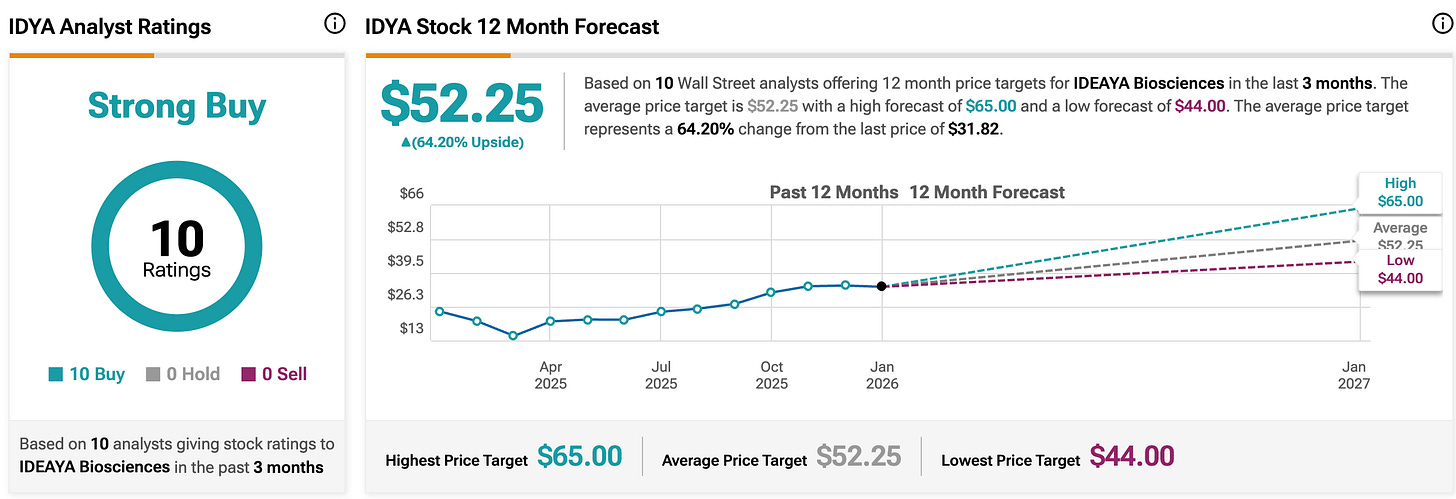 IDYA Analyst Ratings
Strong Buy
10
Ratings
10 Buy 0 Hold 0 Sell
Based on 10 analysts giving stock ratings to
IDEAYA Biosciences in the past 3 months
IDYA Stock 12 Month Forecast
$52.25
▲(64.20% Upside)
Based on 10 Wall Street analysts offering 12 month price targets for IDEAYA Biosciences in the last 3 months. The
average price target is $52.25 with a high forecast of $65.00 and a low forecast of $44.00. The average price target
represents a 64.20% change from the last price of $31.82.
Past 12 Months 12 Month Forecast
$66
$52.8
$39.5
$26.3
$13
High
$65.00
Average
$52.25
Low
$44.00
Apr
2025
Jul
2025
Oct
2025
Jan
2026
Jan
2027
Highest Price Target $65.00
Average Price Target $52.25
Lowest Price Target $44.00